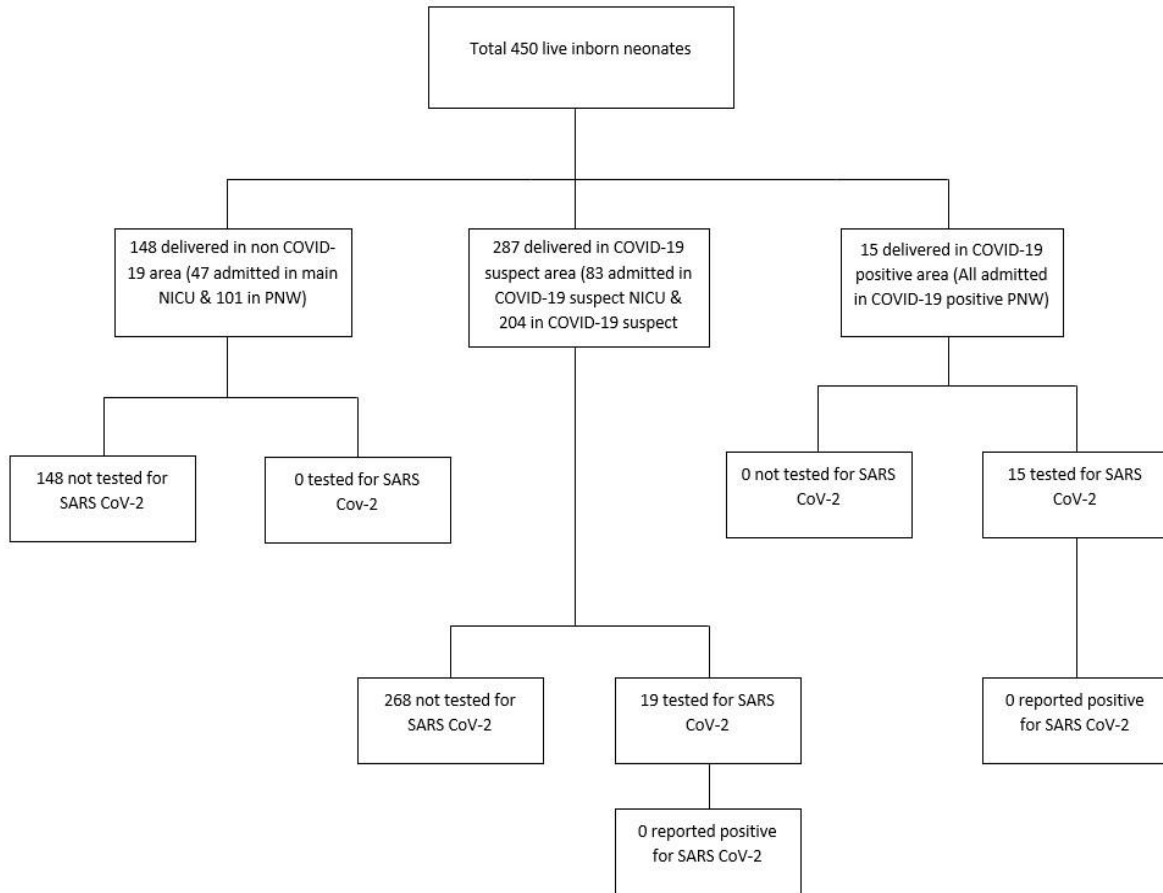 Total 450 live inborn neonates
148 delivered in non COVID-
19 area (47 admitted in main
NICU & 101 in PNW)
287 delivered in COVID-19
suspect area (83 admitted in
COVID-19 suspect NICU &
204 in COVID-19 suspect
15 delivered in COVID-19
positive area (All admitted
in COVID-19 positive PNW)
148 not tested for
SARS CoV-2
0 tested for SARS
Cov-2
0 not tested for SARS
CoV-2
15 tested for SARS
CoV-2
268 not tested for
SARS CoV-2
19 tested for SARS
CoV-2
0 reported positive
for SARS CoV-2
0 reported positive
for SARS CoV-2